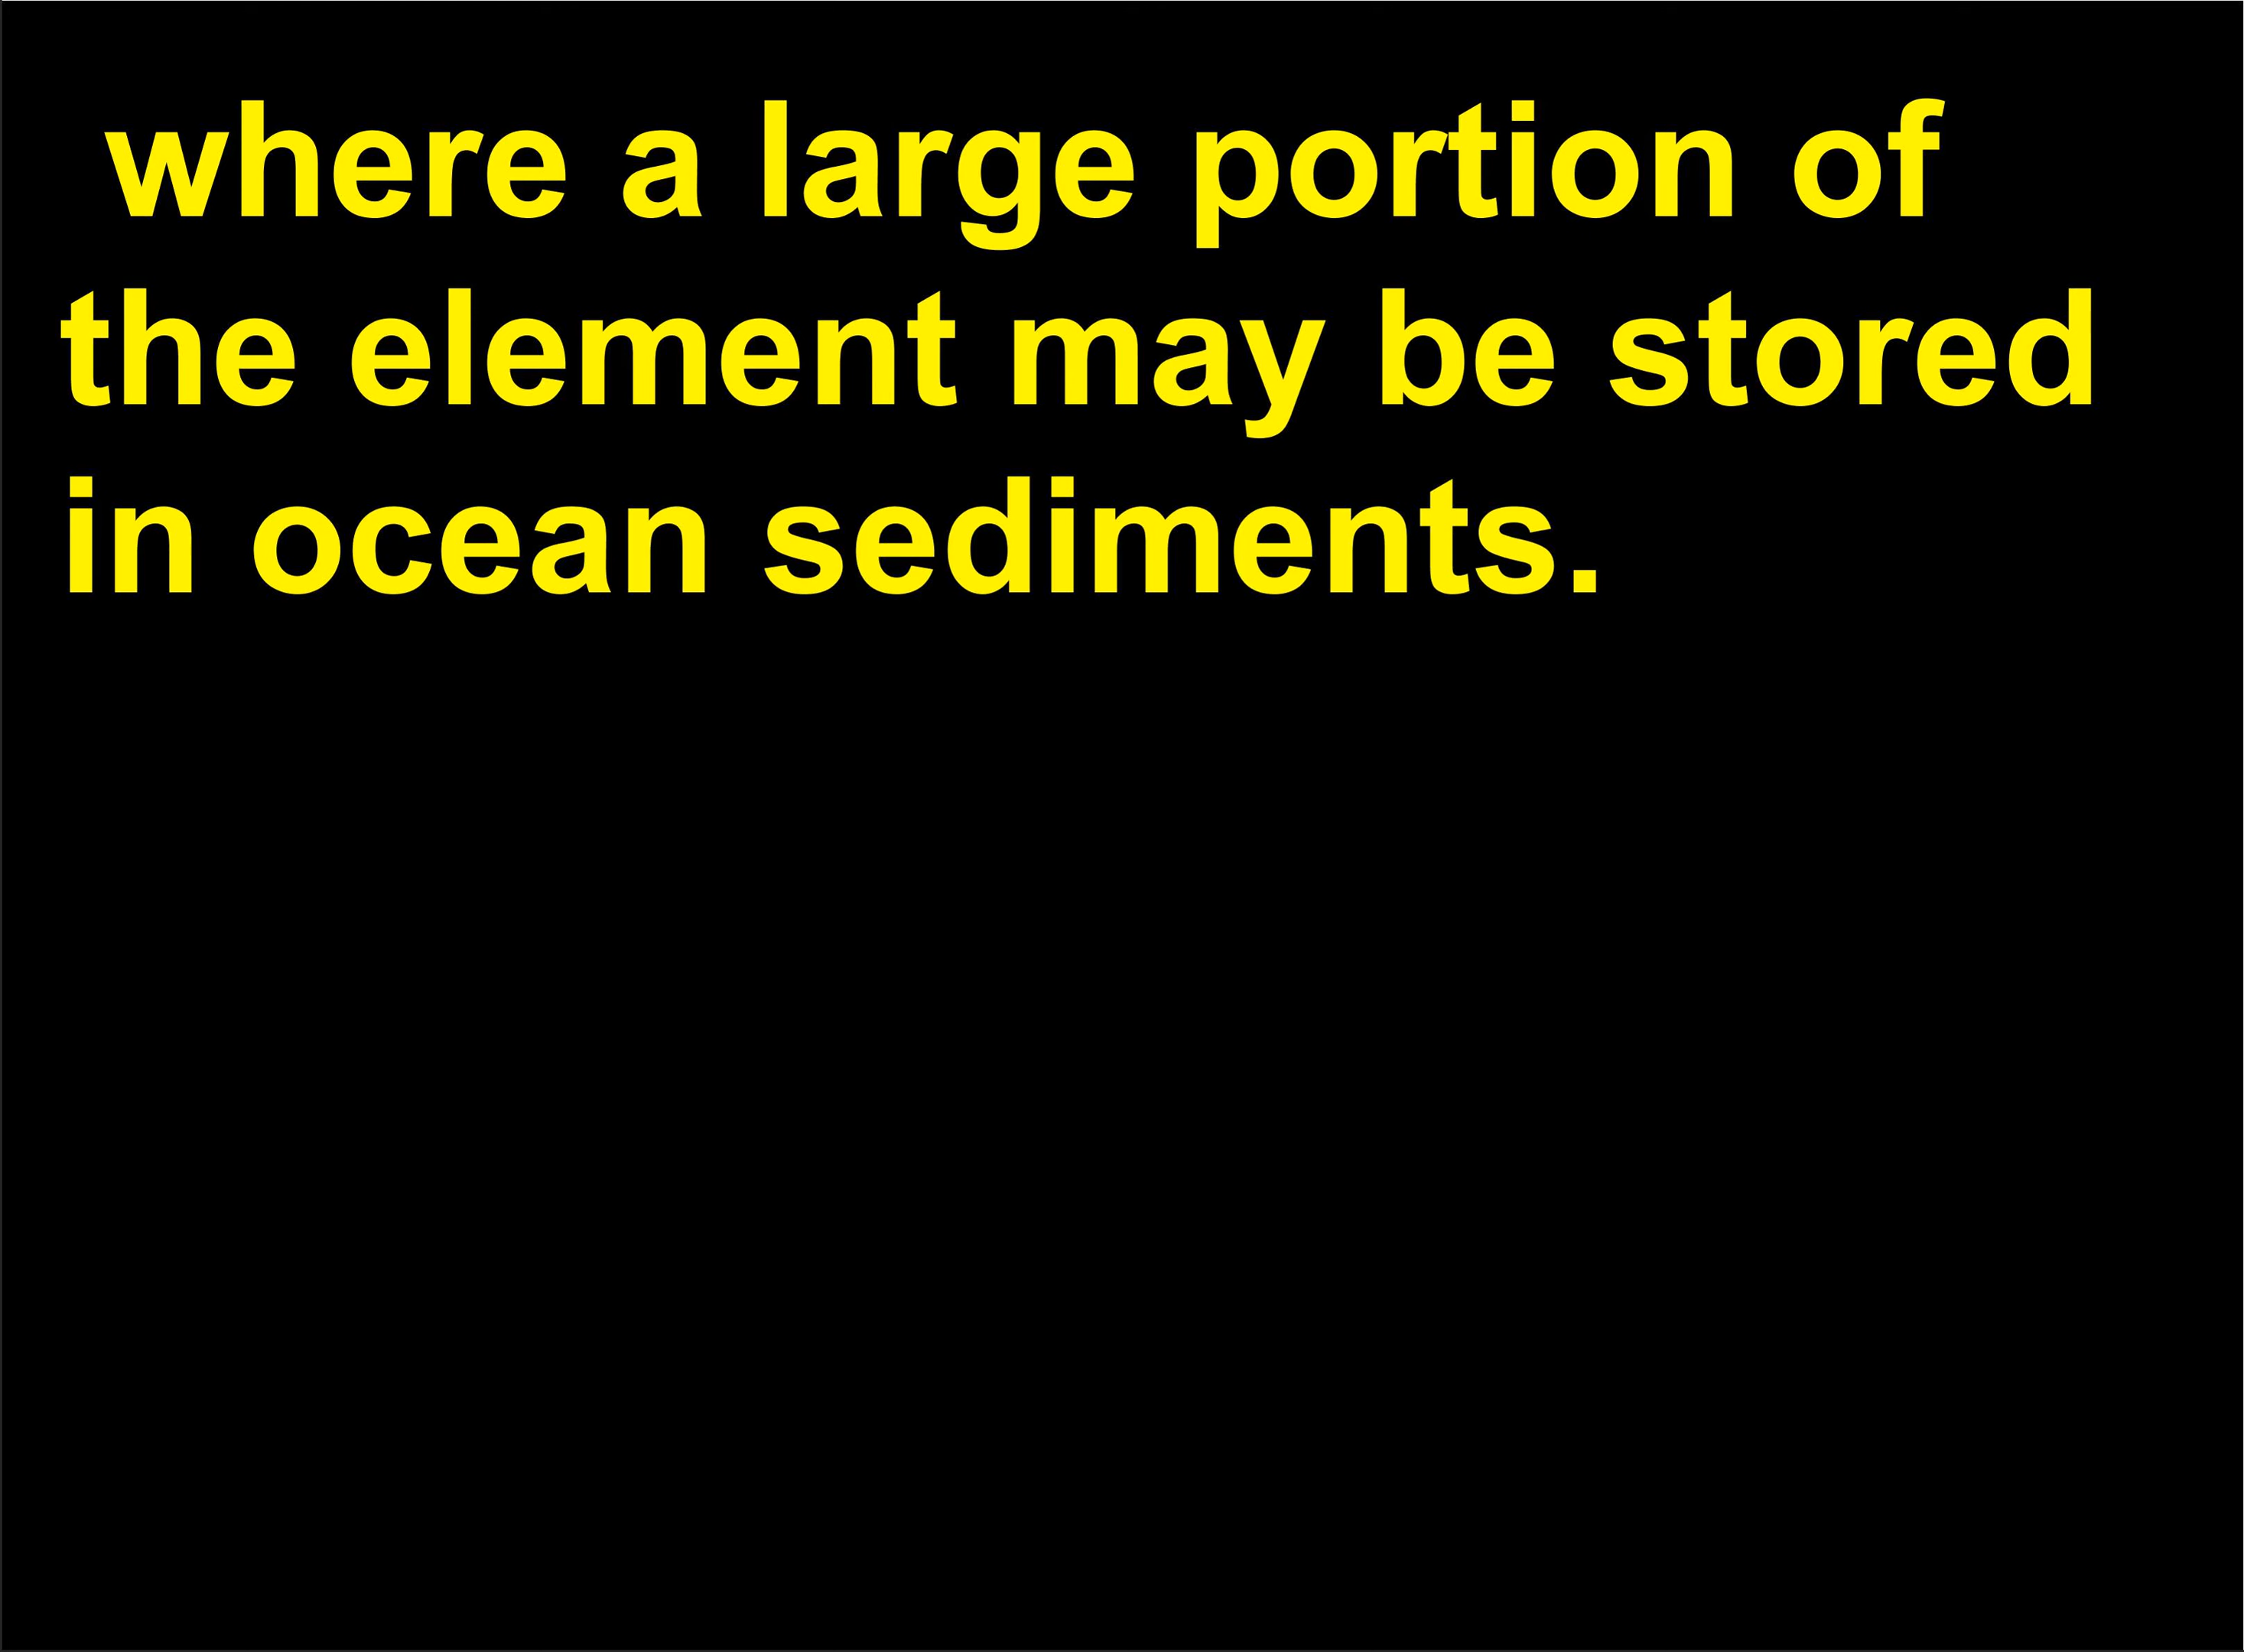 where a large portion of
the element may be stored
in ocean sediments.